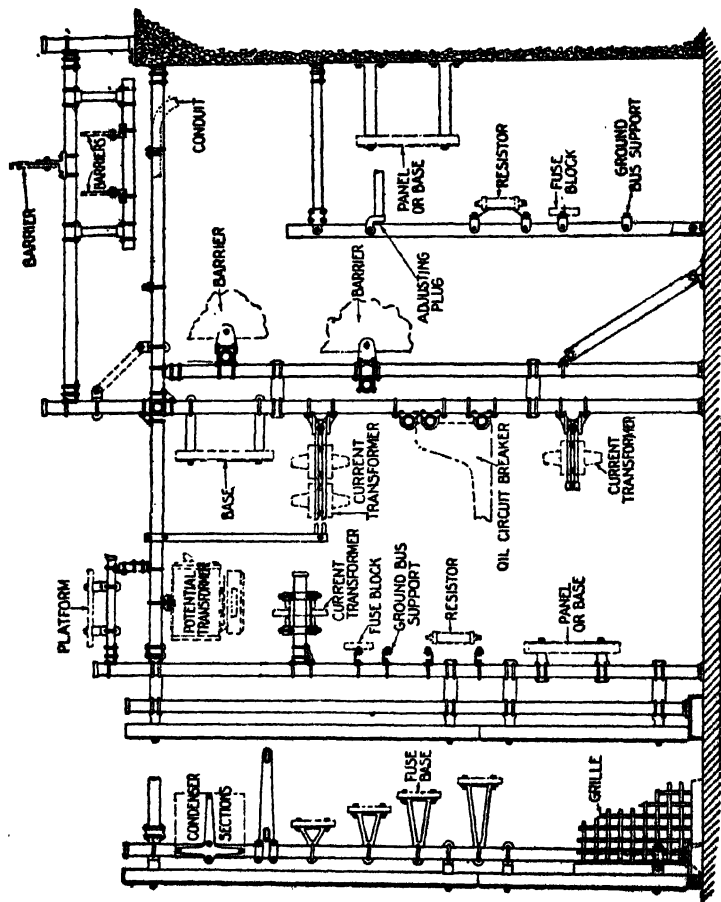 BARRIER
BARRIERS
CONDUIT
PANEL
OR BASE
RESISTOR
FUSE
BLOCK
GROUND
BUS SUPPORT
ADJUSTING
PLUG
BARRIER
BARRIER
BASE
CURRENT
TRANSFORMER
OIL CIRCUIT BREAKER
CURRENT
TRANSFORMER
PLATFORM
POTENTIAL
TRANSFORMER
CURRENT
TRANSFORMER
FUSE BLOCK
GROUND BUS
SUPPORT
RESISTOR
PANEL
OR BASE
CONDENSER
SECTIONS
FUSE
BASE
GRILLE